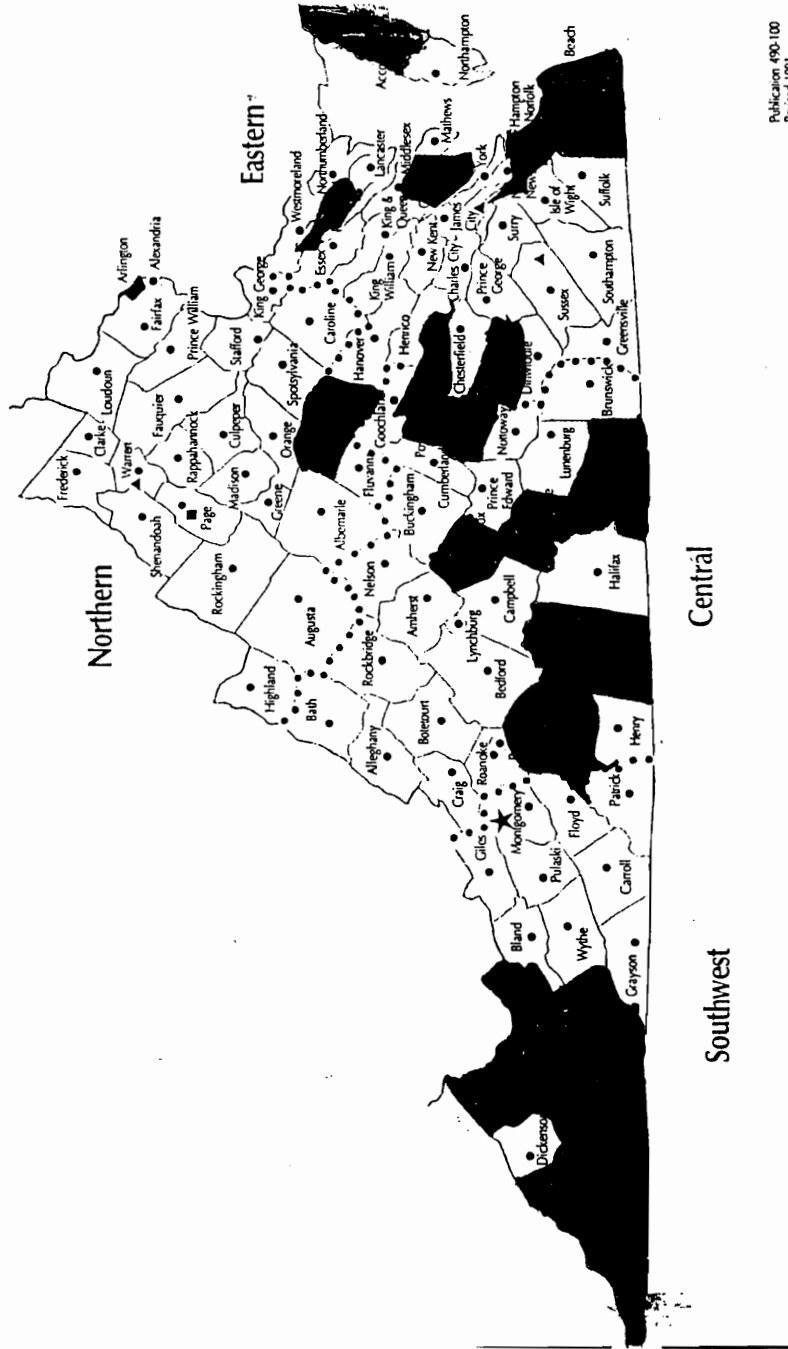 Northern
Eastern
Central
Southwest
Frederick
Clarke
Loudoun
Arlington
Alexandria
Fairfax
Warren
Fauquier
Prince William
Shenandoah
Rappahannock
Page
Culpeper
Stafford
Madison
Rockingham
Greene
Orange
King George
Westmoreland
Spotsylvania
Caroline
Essex
Northumberland
Lancaster
Middlesex
Mathews
Northampton
Highland
Augusta
Albemarle
Fluvanna
Goochland
Hanover
Henrico
King
William
King &
Queen
New Kent
Charles City
James
City
York
Hampton
Norfolk
Beach
Bath
Rockbridge
Nelson
Buckingham
Cumberland
Chesterfield
Prince
George
Surry
Isle of
Wight
Suffolk
Alleghany
Botetourt
Amherst
Lynchburg
Campbell
Bedford
Prince
Edward
Nottoway
Dinwiddie
Sussex
Southampton
Lunenburg
Brunswick
Greensville
Craig
Roanoke
Giles
Montgomery
Halifax
Bland
Pulaski
Floyd
Patrick
Henry
Wythe
Carroll
Grayson
Publication 490-100